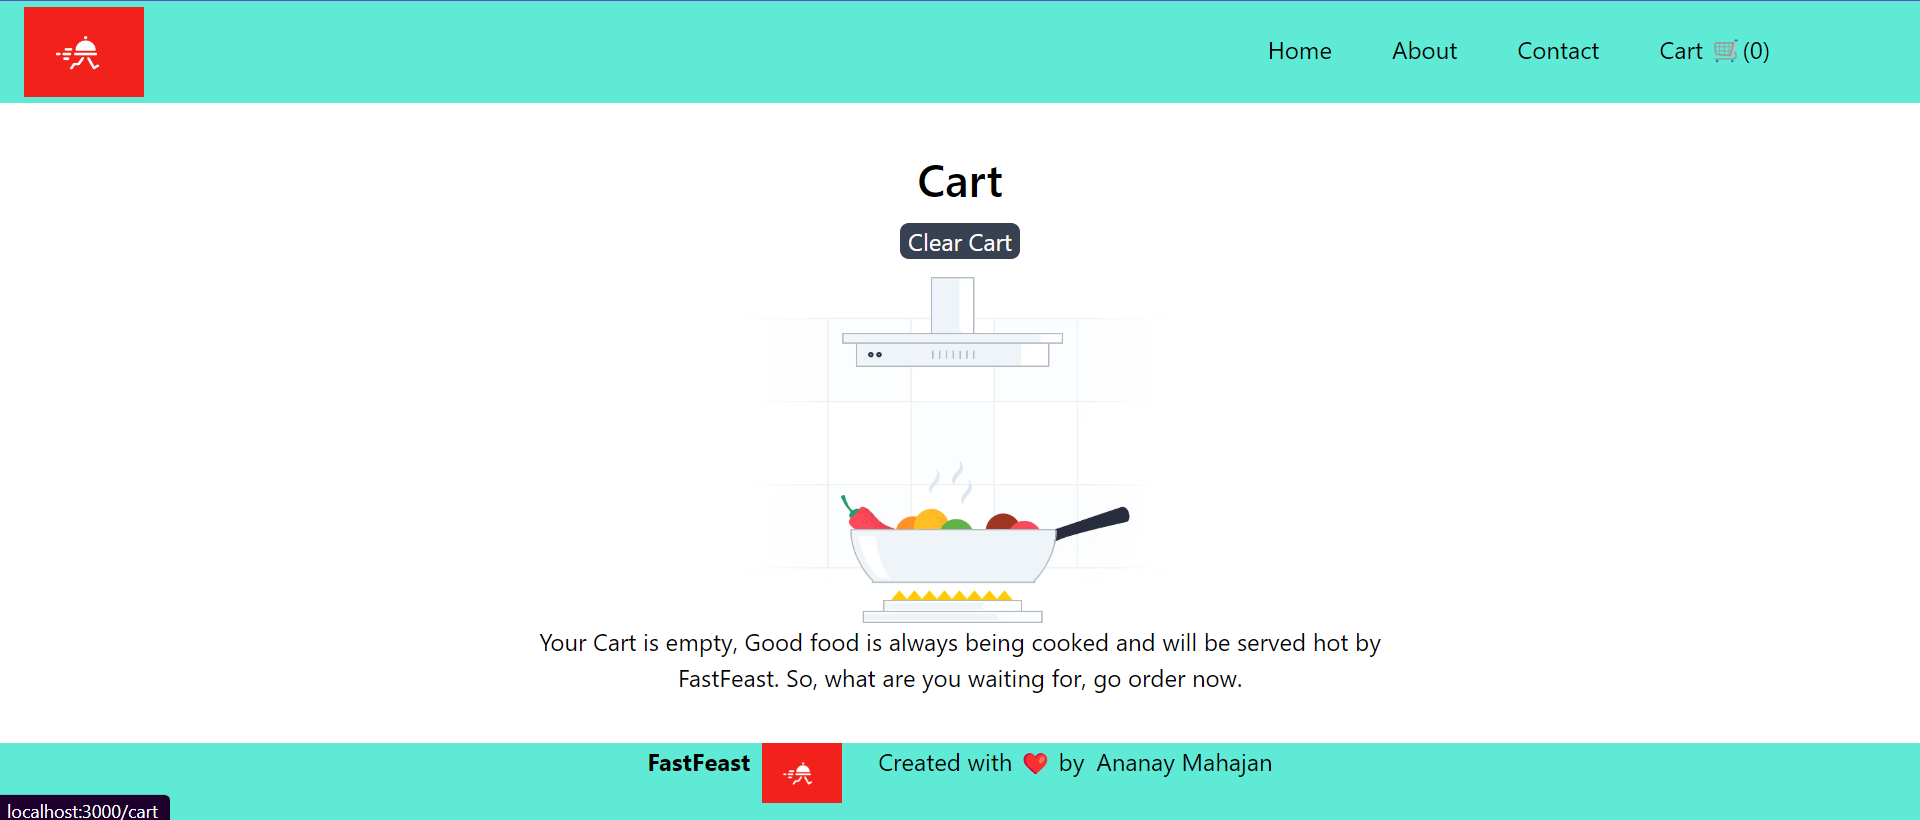 Home About Contact Cart 🛒(0)
Cart
Clear Cart
Your Cart is empty, Good food is always being cooked and will be served hot by
FastFeast. So, what are you waiting for, go order now.
FastFeast Created with ❤️ by Ananay Mahajan
localhost:3000/cart